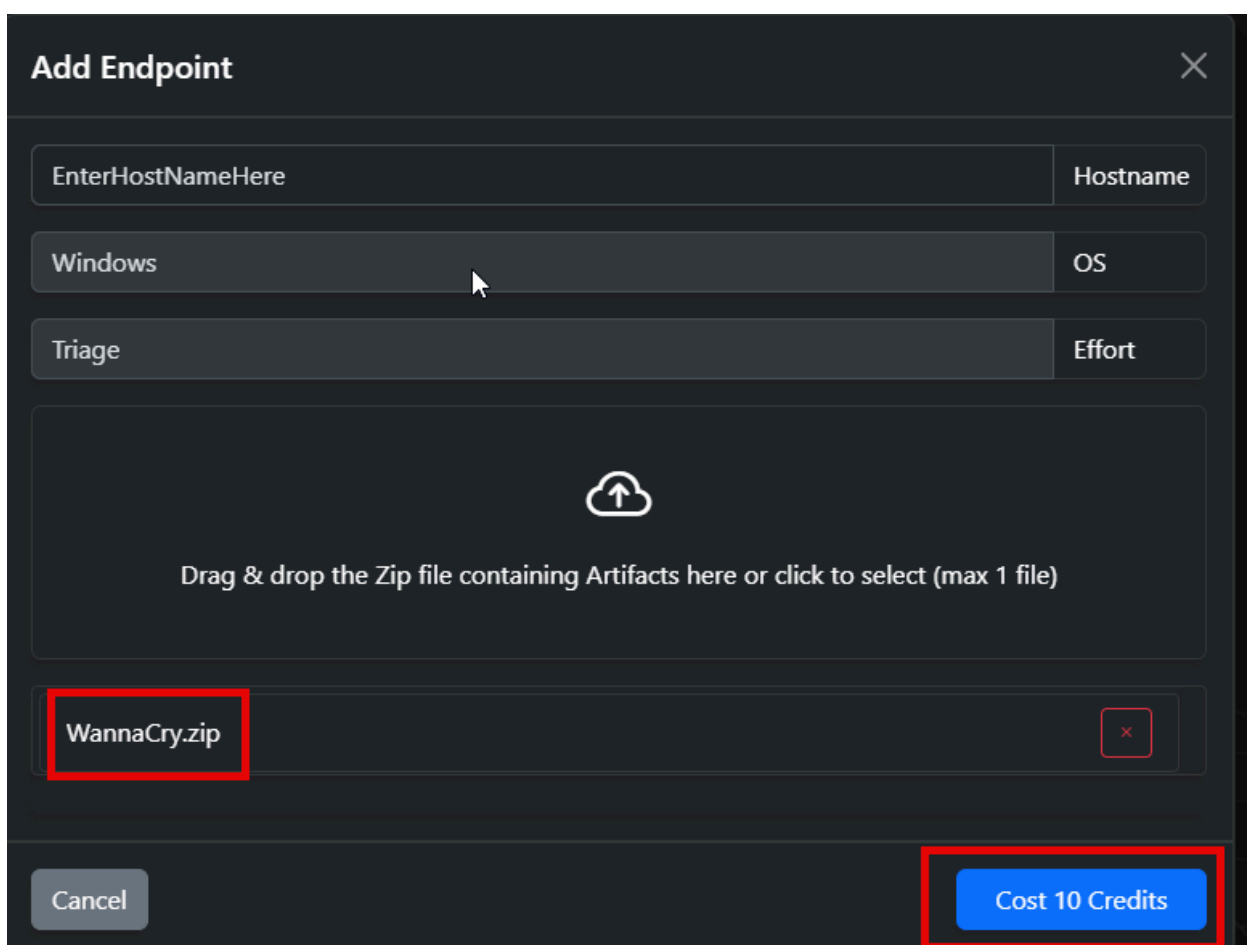 Add Endpoint
EnterHostNameHere Hostname
Windows OS
Triage Effort
Drag & drop the Zip file containing Artifacts here or click to select (max 1 file)
WannaCry.zip
Cancel Cost 10 Credits